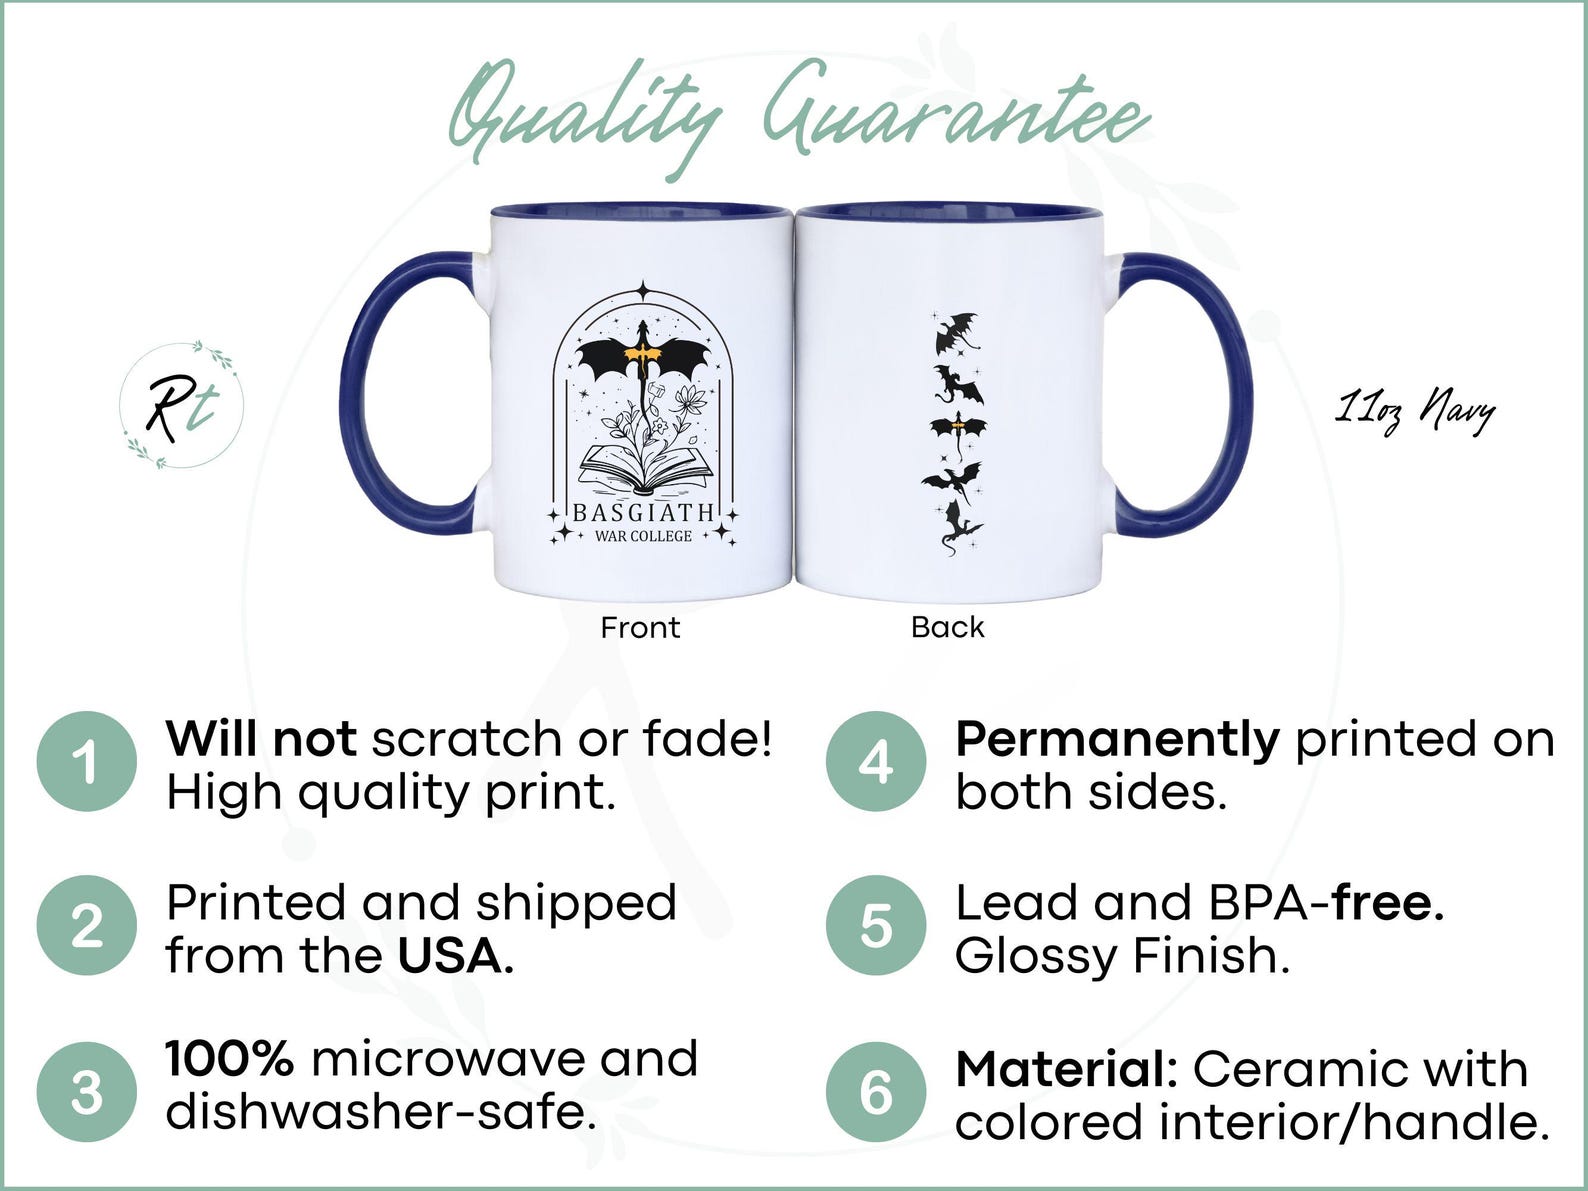 Quality Guarantee
Rt
11oz Navy
BASGIATH
WAR COLLEGE
Front
Back
1
Will not scratch or fade!
High quality print.
2
Printed and shipped
from the USA.
3
100% microwave and
dishwasher-safe.
4
Permanently printed on
both sides.
5
Lead and BPA-free.
Glossy Finish.
6
Material: Ceramic with
colored interior/handle.